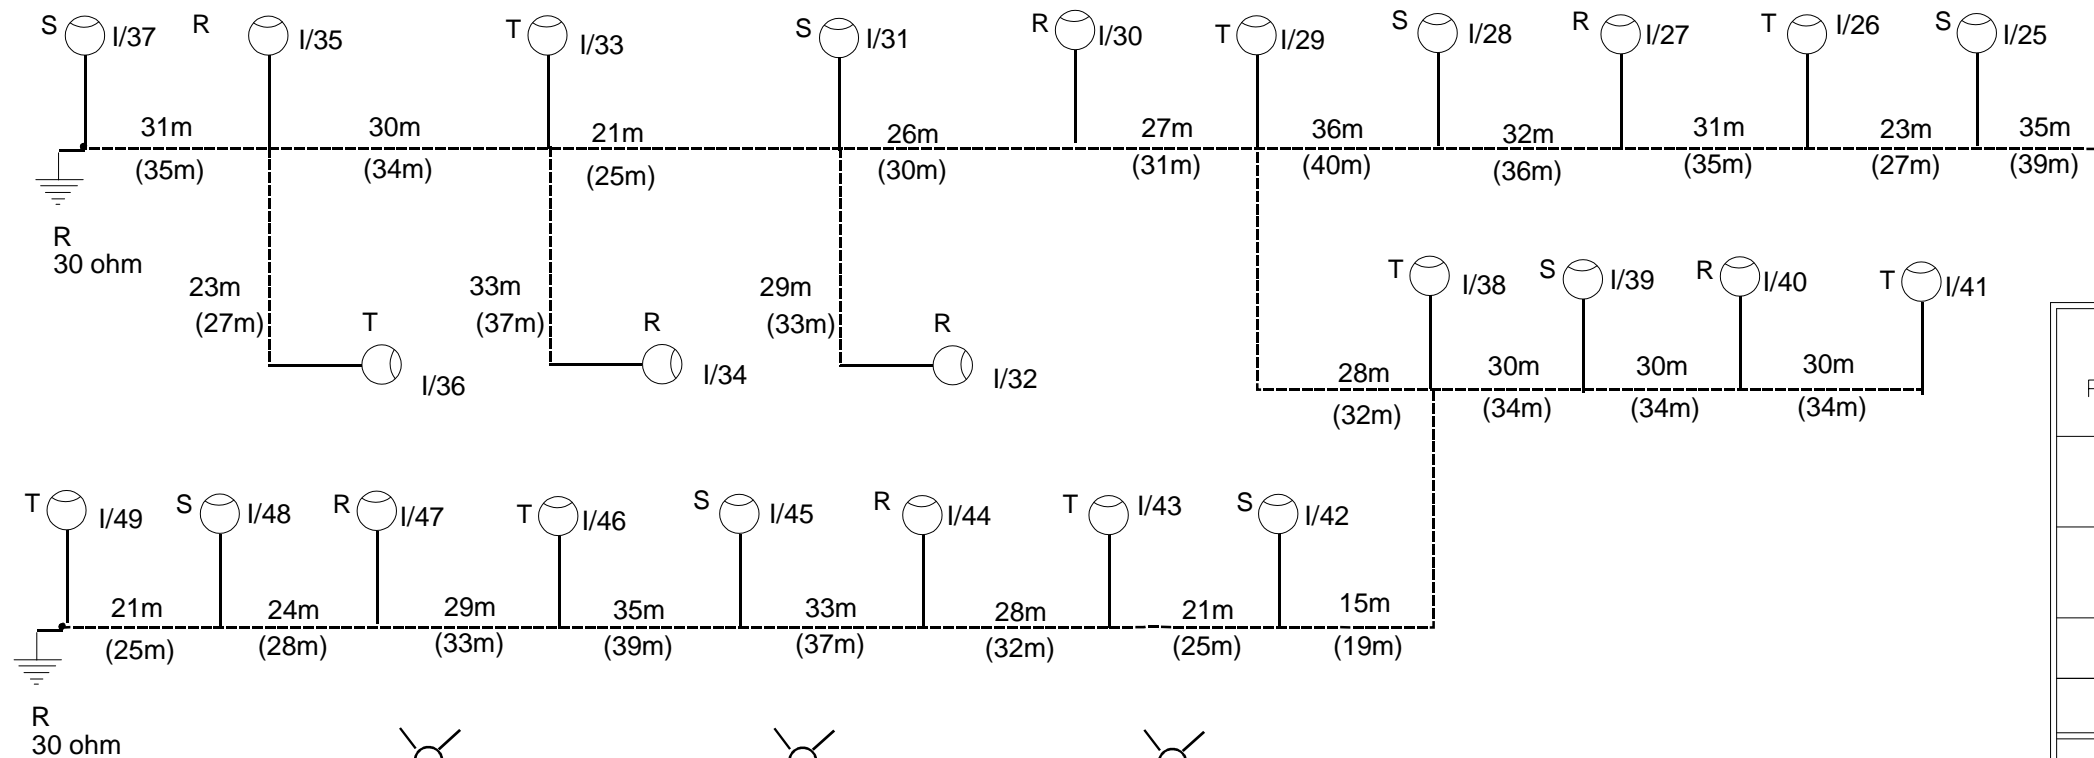 S I/37 R I/35 T I/33 S I/31 R I/30 T I/29 S I/28 R I/27 T I/26 S I/25
31m 30m 21m 26m 27m 36m 32m 31m 23m 35m
(35m) (34m) (25m) (30m) (31m) (40m) (36m) (35m) (27m) (39m)
R
30 ohm
T I/38 S I/39 R I/40 T I/41
23m 33m 29m
(27m) (37m) (33m)
T R R
I/36 I/34 I/32
28m 30m 30m 30m
(32m) (34m) (34m) (34m)
T I/49 S I/48 R I/47 T I/46 S I/45 R I/44 T I/43 S I/42
21m 24m 29m 35m 33m 28m 21m 15m
(25m) (28m) (33m) (39m) (37m) (32m) (25m) (19m)
R
30 ohm